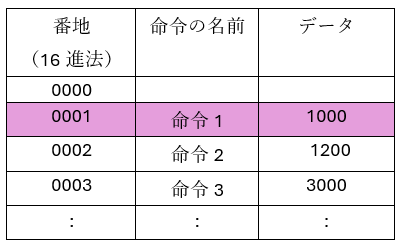 番地 命令の名前 データ
（16 進法）
0000
0001 命令 1 1000
0002 命令 2 1200
0003 命令 3 3000
： ： ：